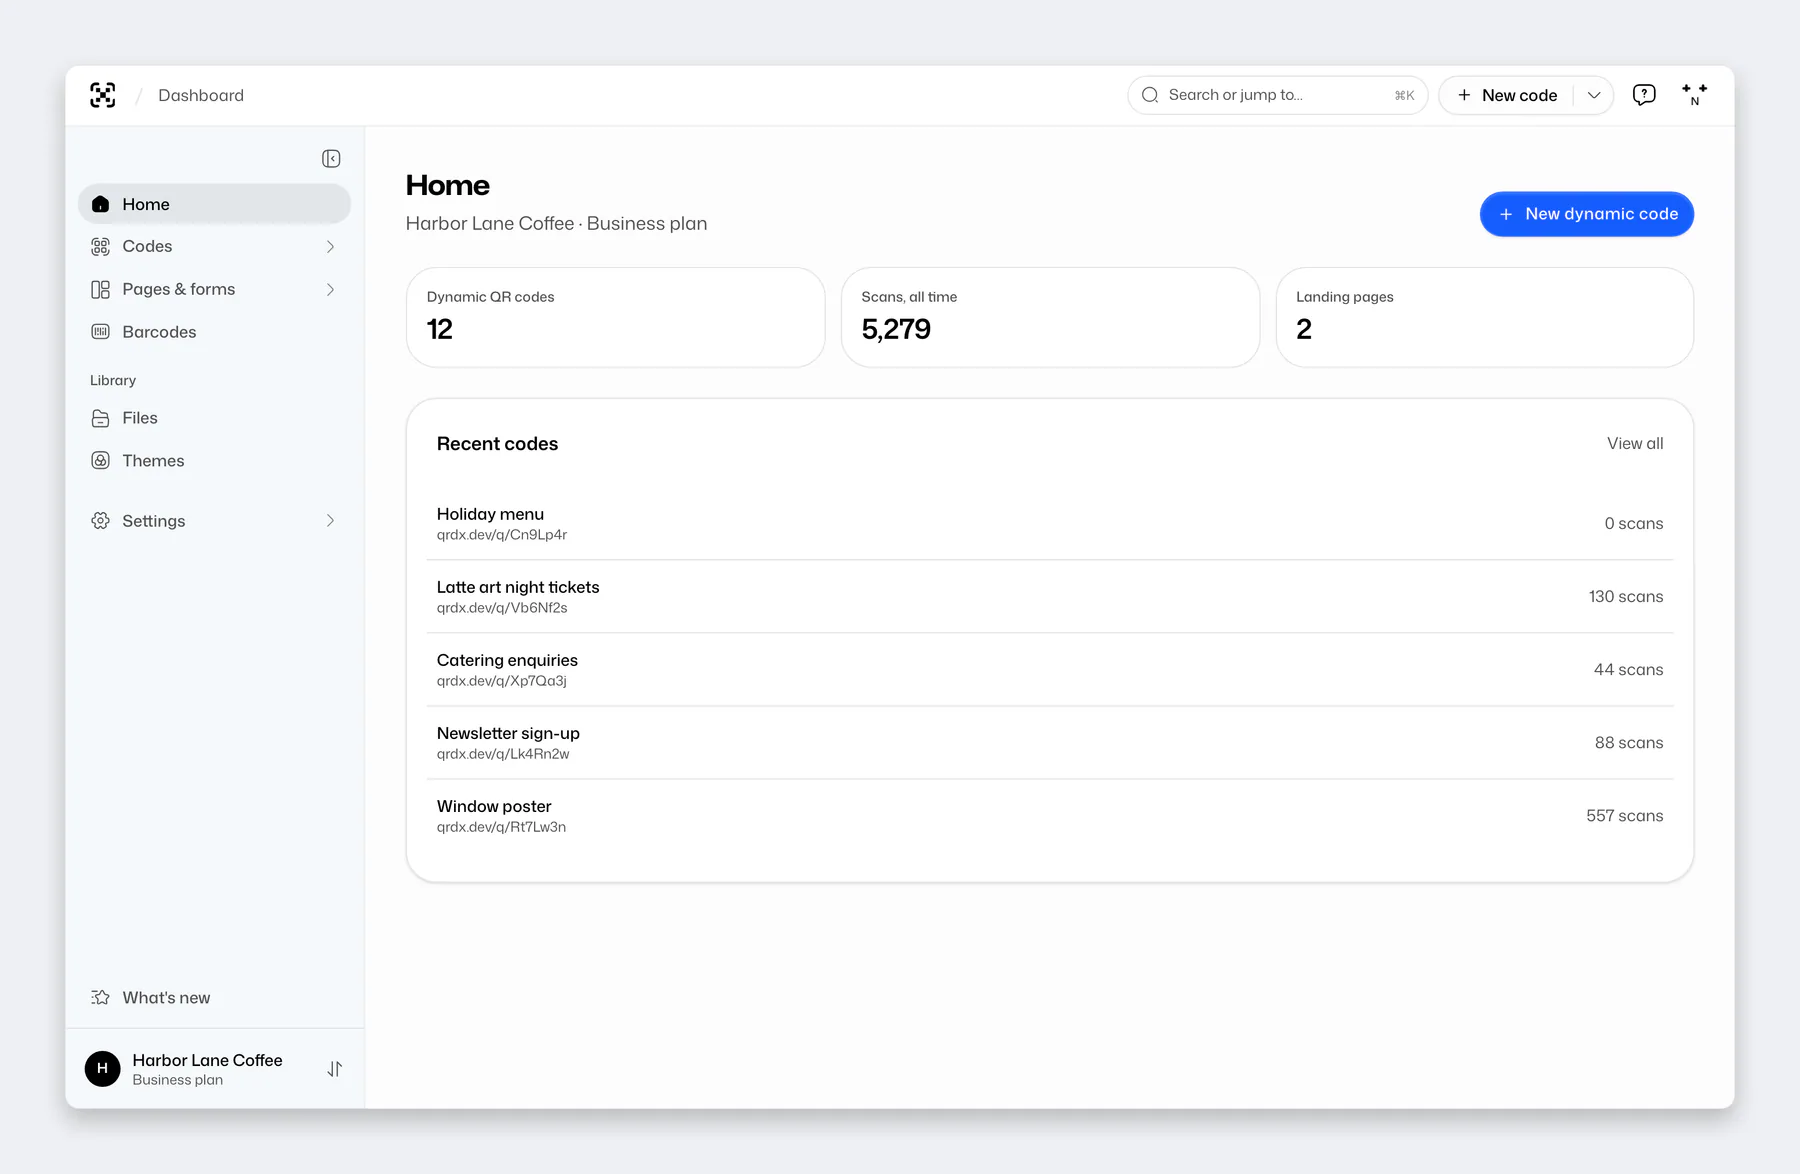 Dashboard
Search or jump to...
⌘K
New code
N
Home
Codes
Pages & forms
Barcodes
Library
Files
Themes
Settings
What's new
H
Harbor Lane Coffee
Business plan
Home
Harbor Lane Coffee · Business plan
New dynamic code
Dynamic QR codes
12
Scans, all time
5,279
Landing pages
2
Recent codes
View all
Holiday menu
qrdx.dev/q/Cn9Lp4r
0 scans
Latte art night tickets
qrdx.dev/q/Vb6Nf2s
130 scans
Catering enquiries
qrdx.dev/q/Xp7Qa3j
44 scans
Newsletter sign-up
qrdx.dev/q/Lk4Rn2w
88 scans
Window poster
qrdx.dev/q/Rt7Lw3n
557 scans